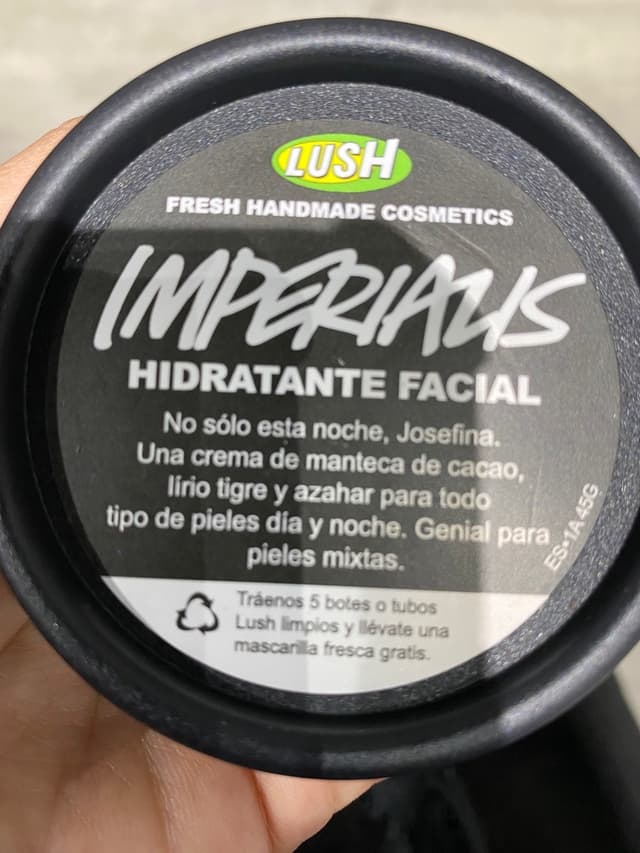 LUSH
FRESH HANDMADE COSMETICS
IMPERIALIS
HIDRATANTE FACIAL
No sólo esta noche, Josefina.
Una crema de manteca de cacao,
lirio tigre y azahar para todo
tipo de pieles día y noche. Genial para
pieles mixtas.
ES-1A 45G
Tráenos 5 botes o tubos
Lush limpios y llévate una
mascarilla fresca gratis.